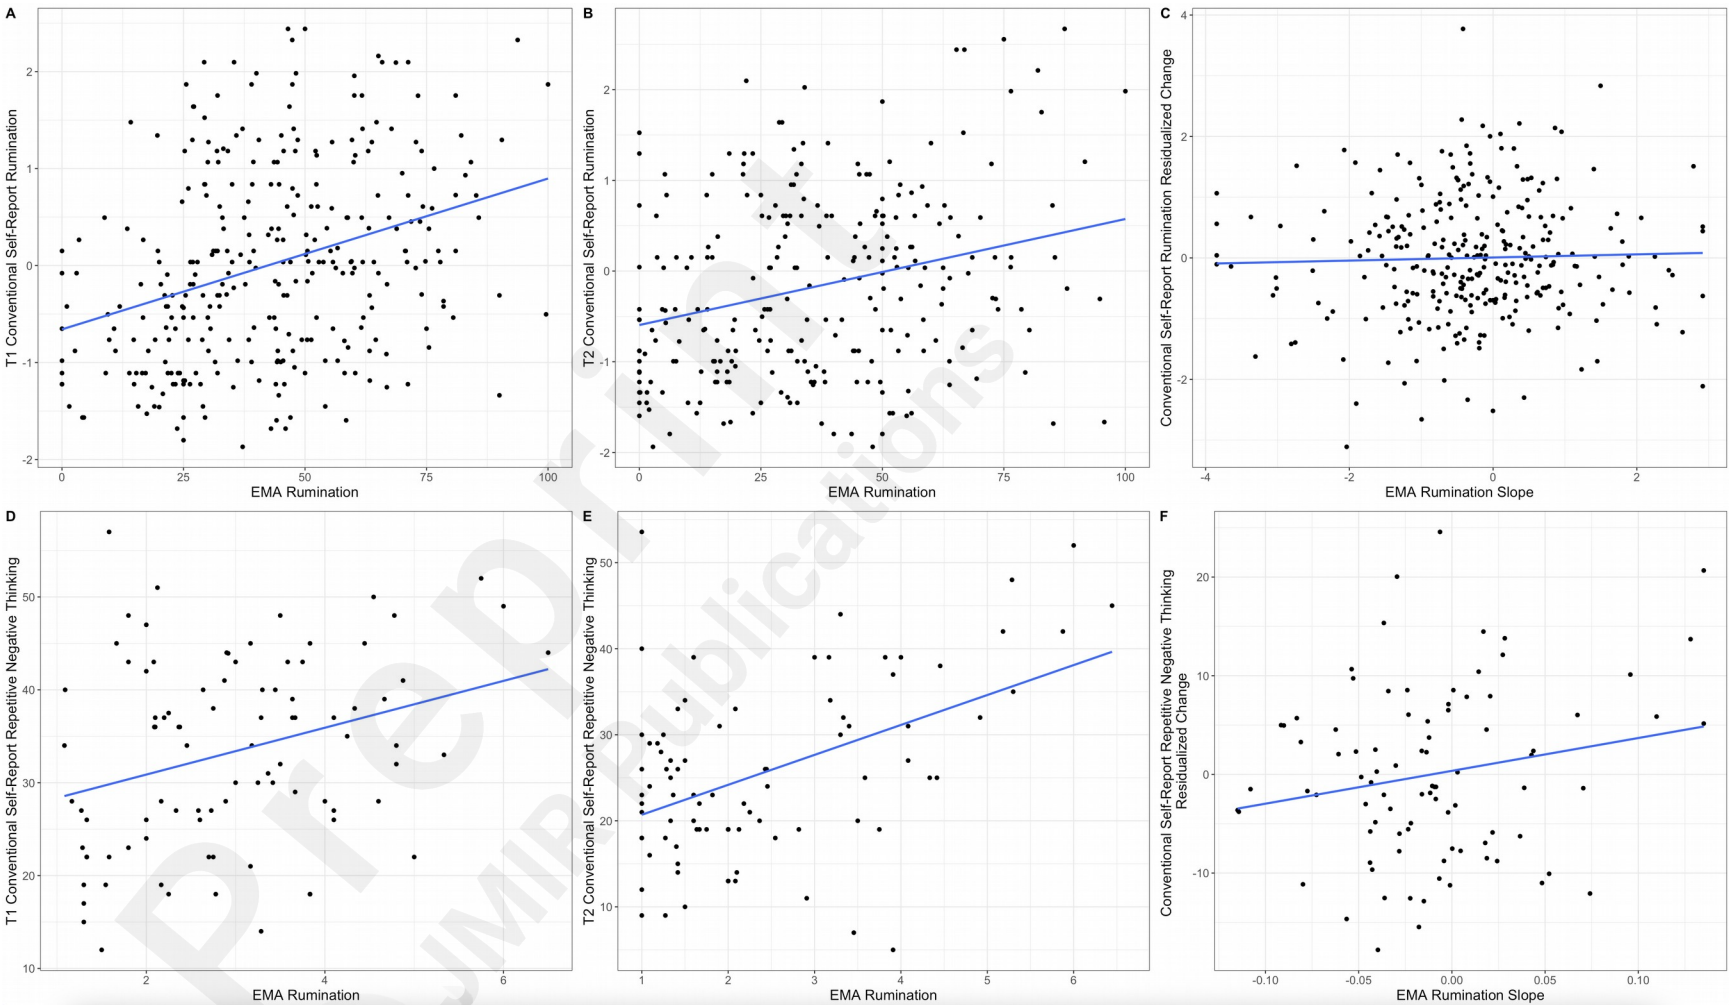 A
T1 Conventional Self-Report Rumination
2
1
0
-1
-2
0
25
50
75
100
EMA Rumination
B
T2 Conventional Self-Report Rumination
2
1
0
-1
-2
0
25
50
75
100
EMA Rumination
C
Conventional Self-Report Rumination Residualized Change
4
2
0
-2
-4
-2
0
2
EMA Rumination Slope
D
T1 Conventional Self-Report Repetitive Negative Thinking
50
40
30
20
10
2
4
6
EMA Rumination
E
T2 Conventional Self-Report Repetitive Negative Thinking
50
40
30
20
10
1
2
3
4
5
6
EMA Rumination
F
Conventional Self-Report Repetitive Negative Thinking
Residualized Change
20
10
0
-10
-0.10
-0.05
0.00
0.05
0.10
EMA Rumination Slope
Preprint
JMIR Publications